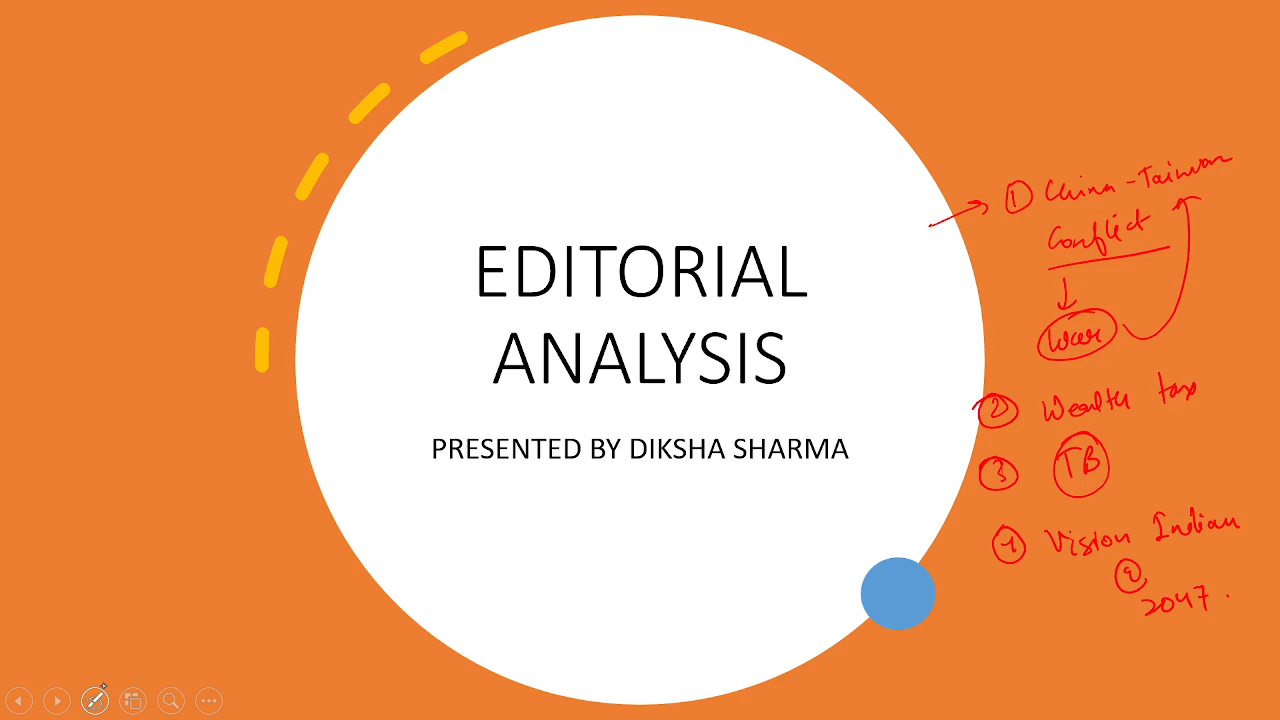 EDITORIAL
ANALYSIS
PRESENTED BY DIKSHA SHARMA
① China-Taiwan
Conflict
War
② Wealth tax
③ TB
④ Vision Indian
@
2047.